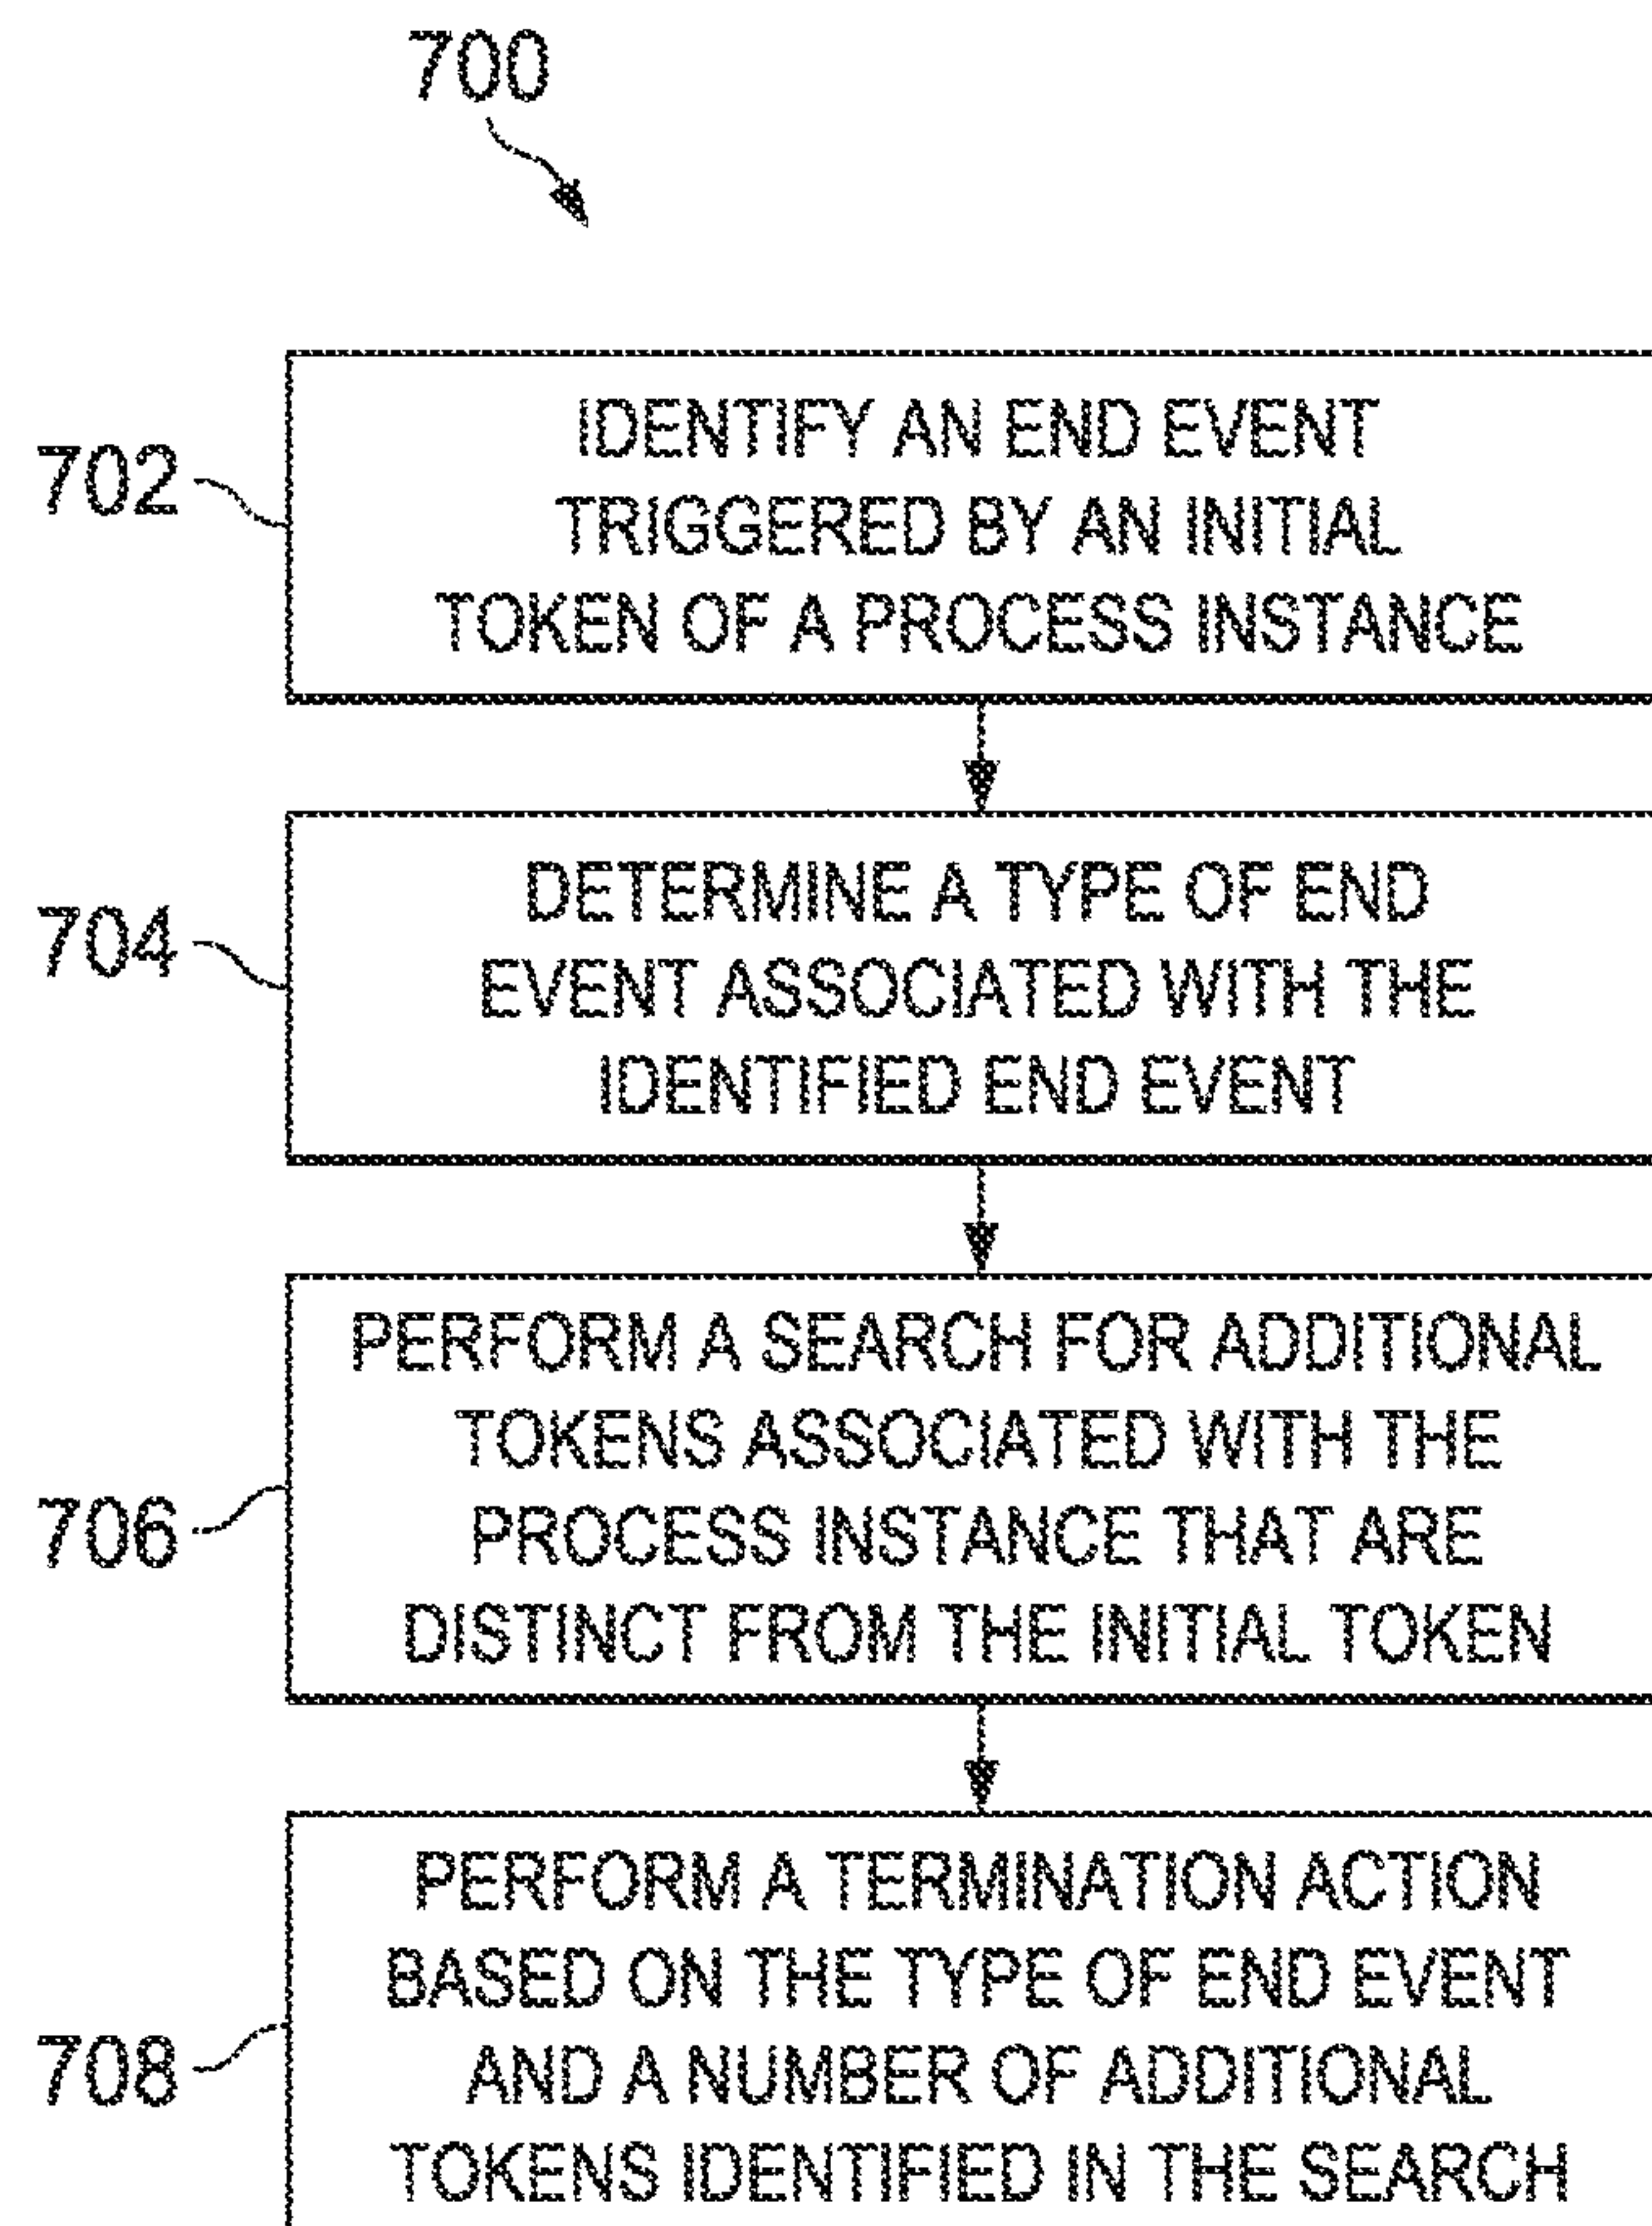 700
702
IDENTIFY AN END EVENT
TRIGGERED BY AN INITIAL
TOKEN OF A PROCESS INSTANCE
704
DETERMINE A TYPE OF END
EVENT ASSOCIATED WITH THE
IDENTIFIED END EVENT
706
PERFORM A SEARCH FOR ADDITIONAL
TOKENS ASSOCIATED WITH THE
PROCESS INSTANCE THAT ARE
DISTINCT FROM THE INITIAL TOKEN
708
PERFORM A TERMINATION ACTION
BASED ON THE TYPE OF END EVENT
AND A NUMBER OF ADDITIONAL
TOKENS IDENTIFIED IN THE SEARCH